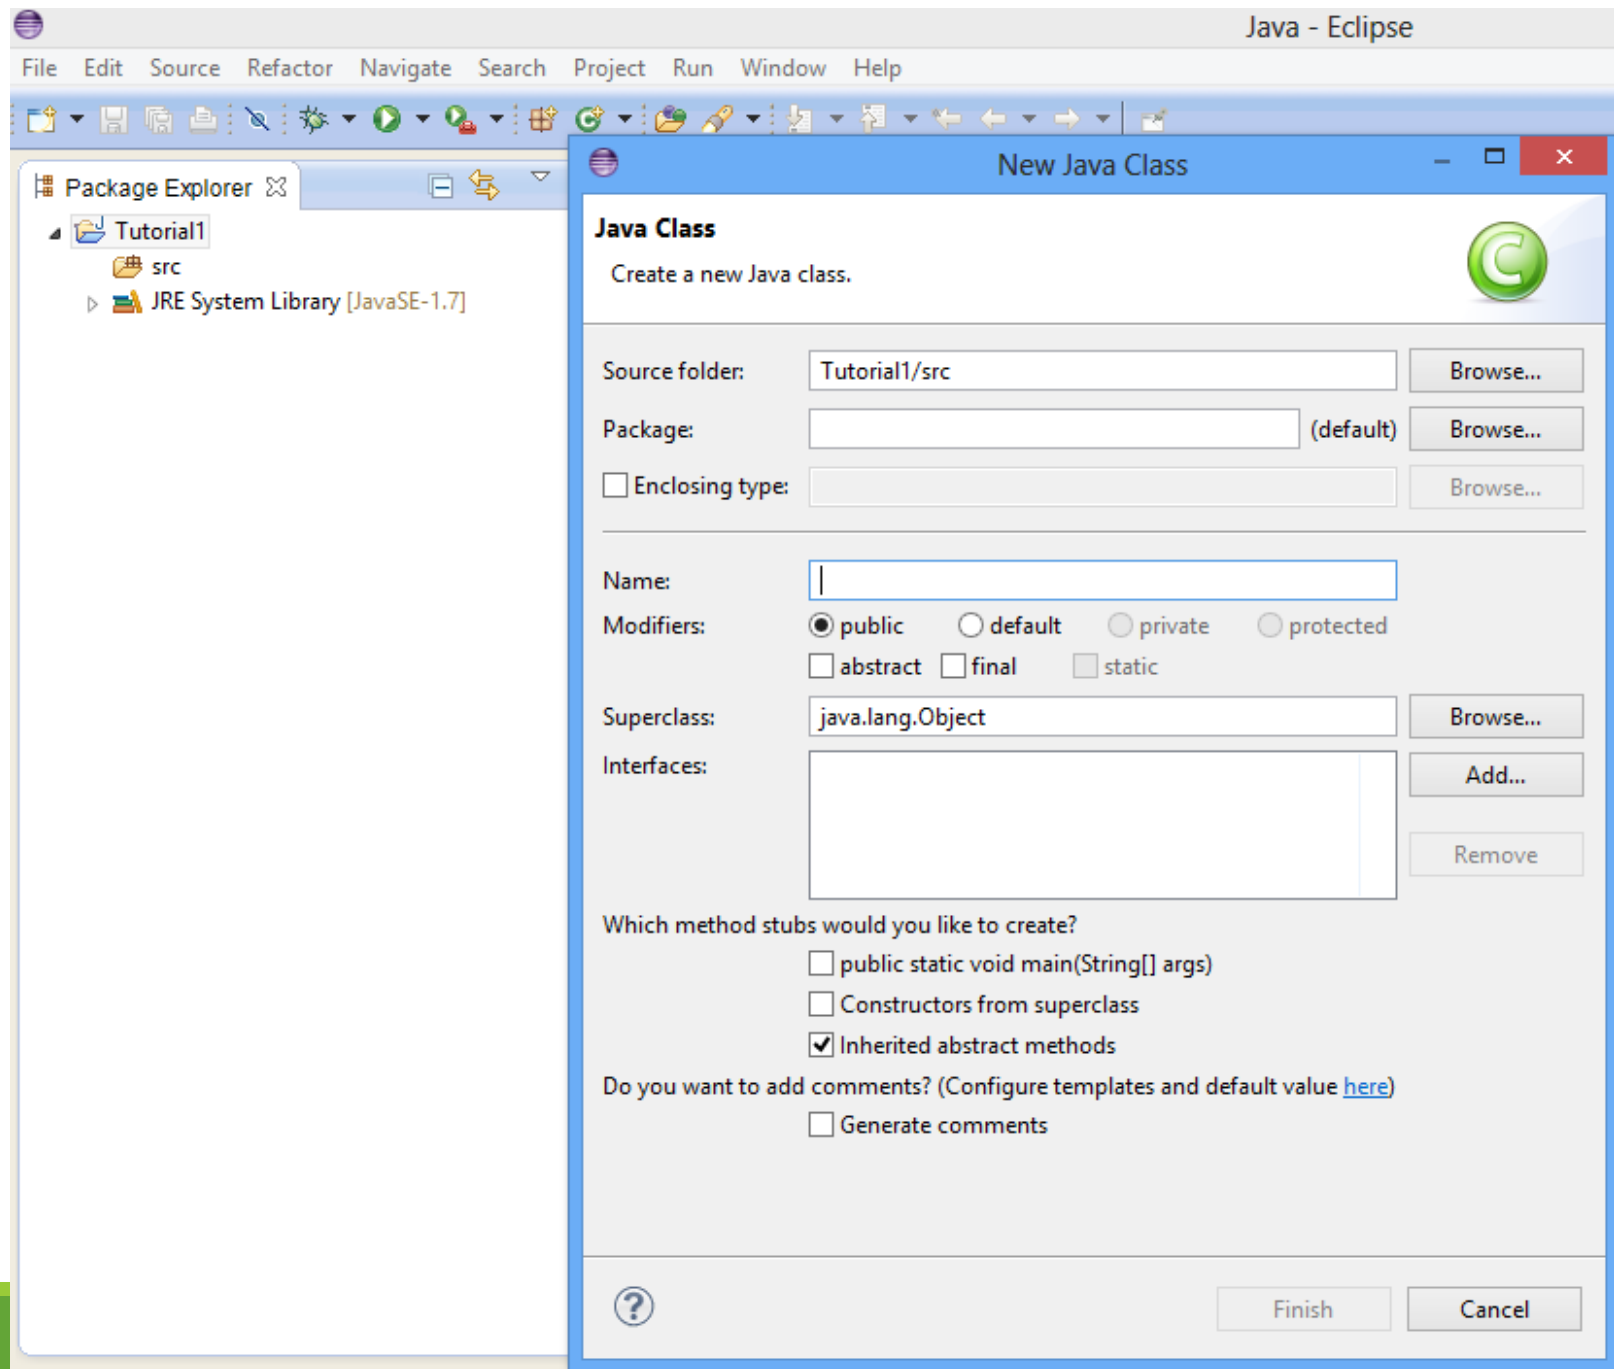 Java - Eclipse
File Edit Source Refactor Navigate Search Project Run Window Help
Package Explorer
Tutorial1
src
JRE System Library [JavaSE-1.7]
New Java Class
Java Class
Create a new Java class.
Source folder: Tutorial1/src Browse...
Package: (default) Browse...
Enclosing type: Browse...
Name:
Modifiers: public default private protected
abstract final static
Superclass: java.lang.Object Browse...
Interfaces: Add...
Remove
Which method stubs would you like to create?
public static void main(String[] args)
Constructors from superclass
Inherited abstract methods
Do you want to add comments? (Configure templates and default value here)
Generate comments
Finish Cancel